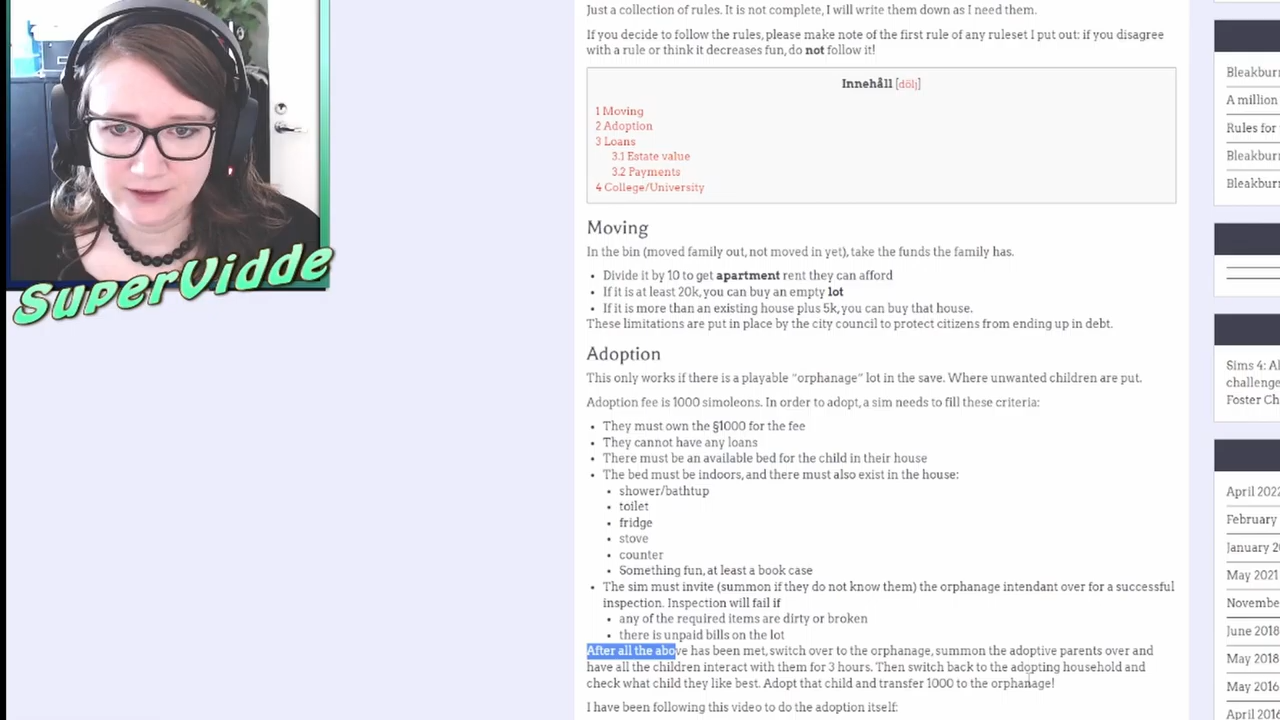 Just a collection of rules. It is not complete, I will write them down as I need them.
If you decide to follow the rules, please make note of the first rule of any ruleset I put out: if you disagree
with a rule or think it decreases fun, do not follow it!
Innehåll [dölj]
1 Moving
2 Adoption
3 Loans
3.1 Estate value
3.2 Payments
4 College/University
Moving
In the bin (moved family out, not moved in yet), take the funds the family has.
Divide it by 10 to get apartment rent they can afford
If it is at least 20k, you can buy an empty lot
If it is more than an existing house plus 5k, you can buy that house.
These limitations are put in place by the city council to protect citizens from ending up in debt.
Adoption
This only works if there is a playable "orphanage" lot in the save. Where unwanted children are put.
Adoption fee is 1000 simoleons. In order to adopt, a sim needs to fill these criteria:
They must own the §1000 for the fee
They cannot have any loans
There must be an available bed for the child in their house
The bed must be indoors, and there must also exist in the house:
shower/bathtup
toilet
fridge
stove
counter
Something fun, at least a book case
The sim must invite (summon if they do not know them) the orphanage intendant over for a successful
inspection. Inspection will fail if
any of the required items are dirty or broken
there is unpaid bills on the lot
After all the above has been met, switch over to the orphanage, summon the adoptive parents over and
have all the children interact with them for 3 hours. Then switch back to the adopting household and
check what child they like best. Adopt that child and transfer 1000 to the orphanage!
I have been following this video to do the adoption itself:
SuperVidde
Bleakburn
A million
Rules for
Bleakburn
Bleakburn
Sims 4: Al
challenge
Foster Ch
April 2022
February
January 20
May 2021
Novembe
June 2018
May 2018
May 2016
April 2016